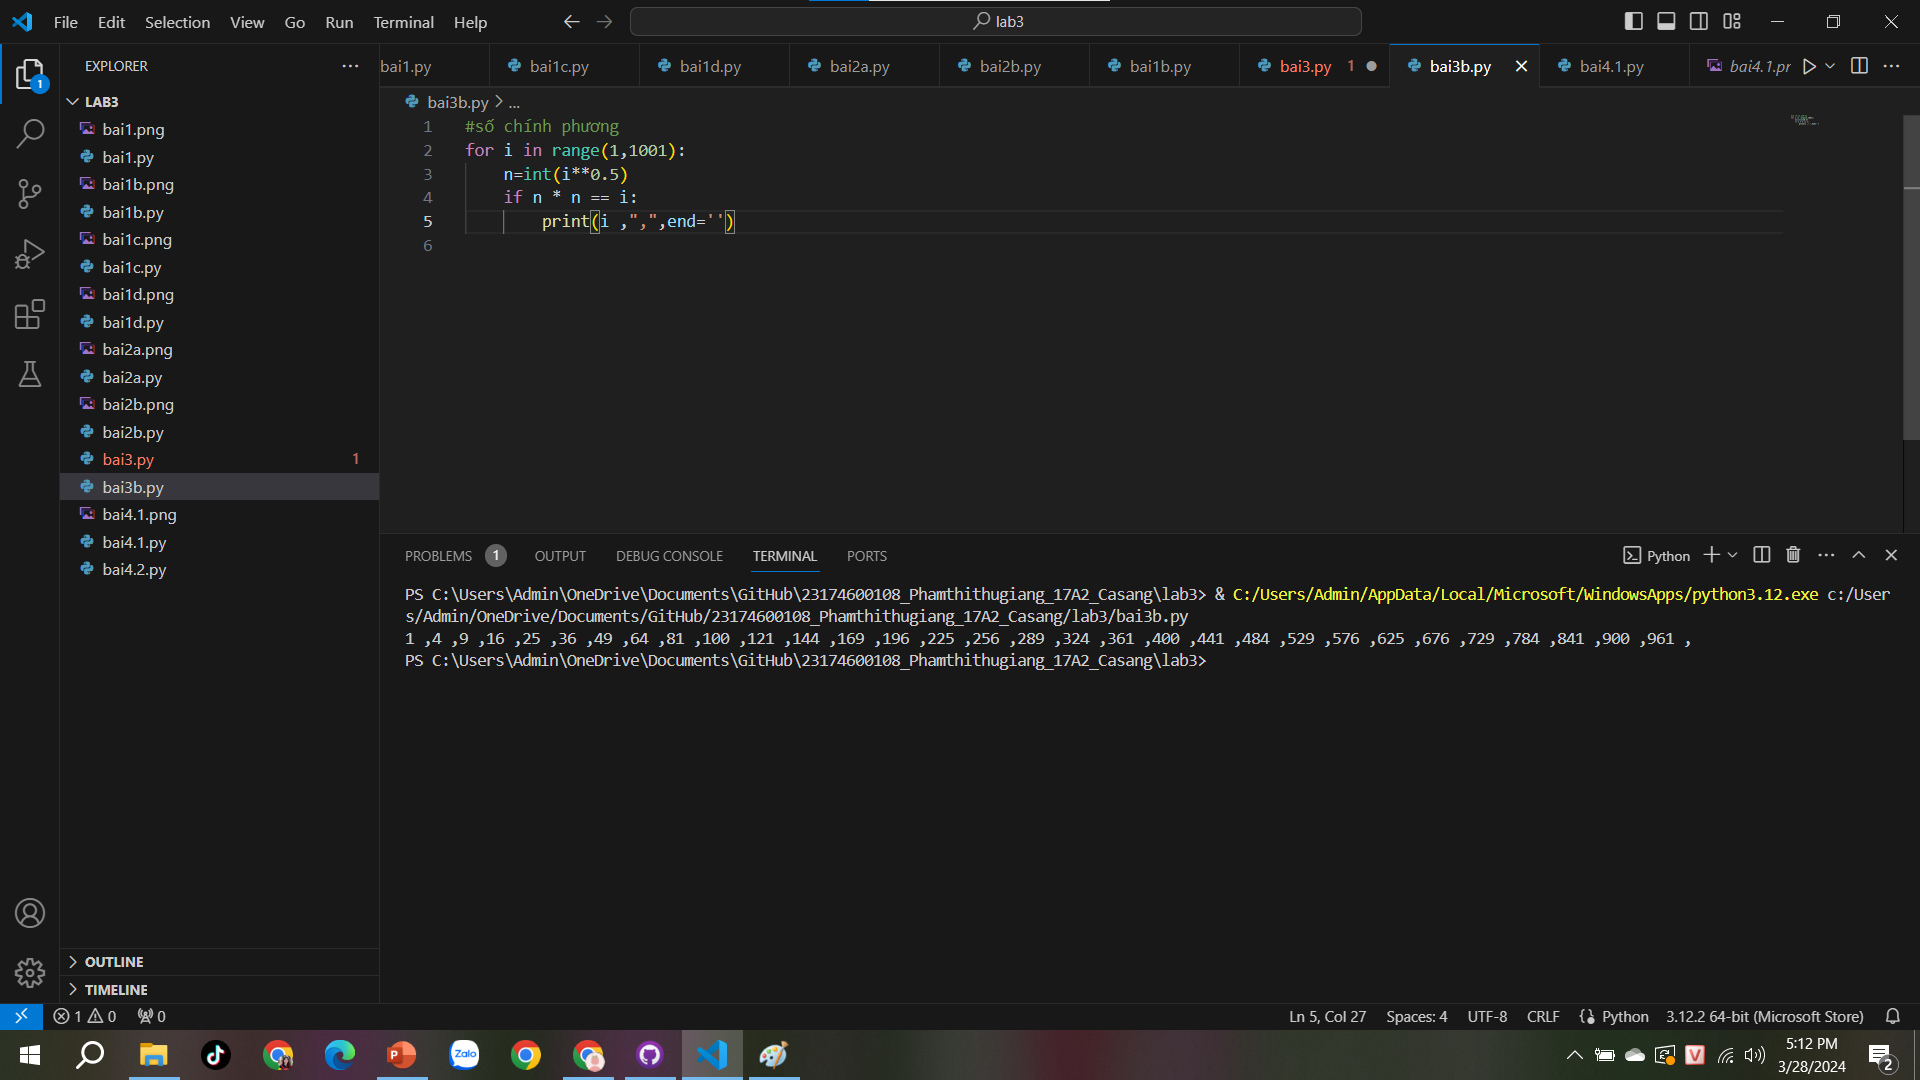 File Edit Selection View Go Run Terminal Help
lab3
EXPLORER
LAB3
bai1.png
bai1.py
bai1b.png
bai1b.py
bai1c.png
bai1c.py
bai1d.png
bai1d.py
bai2a.png
bai2a.py
bai2b.png
bai2b.py
bai3.py 1
bai3b.py
bai4.1.png
bai4.1.py
bai4.2.py
OUTLINE
TIMELINE
1
bai1.py bai1c.py bai1d.py bai2a.py bai2b.py bai1b.py bai3.py 1 bai3b.py bai4.1.py bai4.1.pr
bai3b.py > ...
1 #số chính phương
2 for i in range(1,1001):
3 n=int(i**0.5)
4 if n * n == i:
5 print(i ,",",end='')
6
PROBLEMS 1 OUTPUT DEBUG CONSOLE TERMINAL PORTS
Python
PS C:\Users\Admin\OneDrive\Documents\GitHub\23174600108_Phamthithugiang_17A2_Casang\lab3> & C:/Users/Admin/AppData/Local/Microsoft/WindowsApps/python3.12.exe c:/User
s/Admin/OneDrive/Documents/GitHub/23174600108_Phamthithugiang_17A2_Casang/lab3/bai3b.py
1 ,4 ,9 ,16 ,25 ,36 ,49 ,64 ,81 ,100 ,121 ,144 ,169 ,196 ,225 ,256 ,289 ,324 ,361 ,400 ,441 ,484 ,529 ,576 ,625 ,676 ,729 ,784 ,841 ,900 ,961 ,
PS C:\Users\Admin\OneDrive\Documents\GitHub\23174600108_Phamthithugiang_17A2_Casang\lab3>
1 0 0 Ln 5, Col 27 Spaces: 4 UTF-8 CRLF Python 3.12.2 64-bit (Microsoft Store)
Zalo
V
5:12 PM
3/28/2024
2